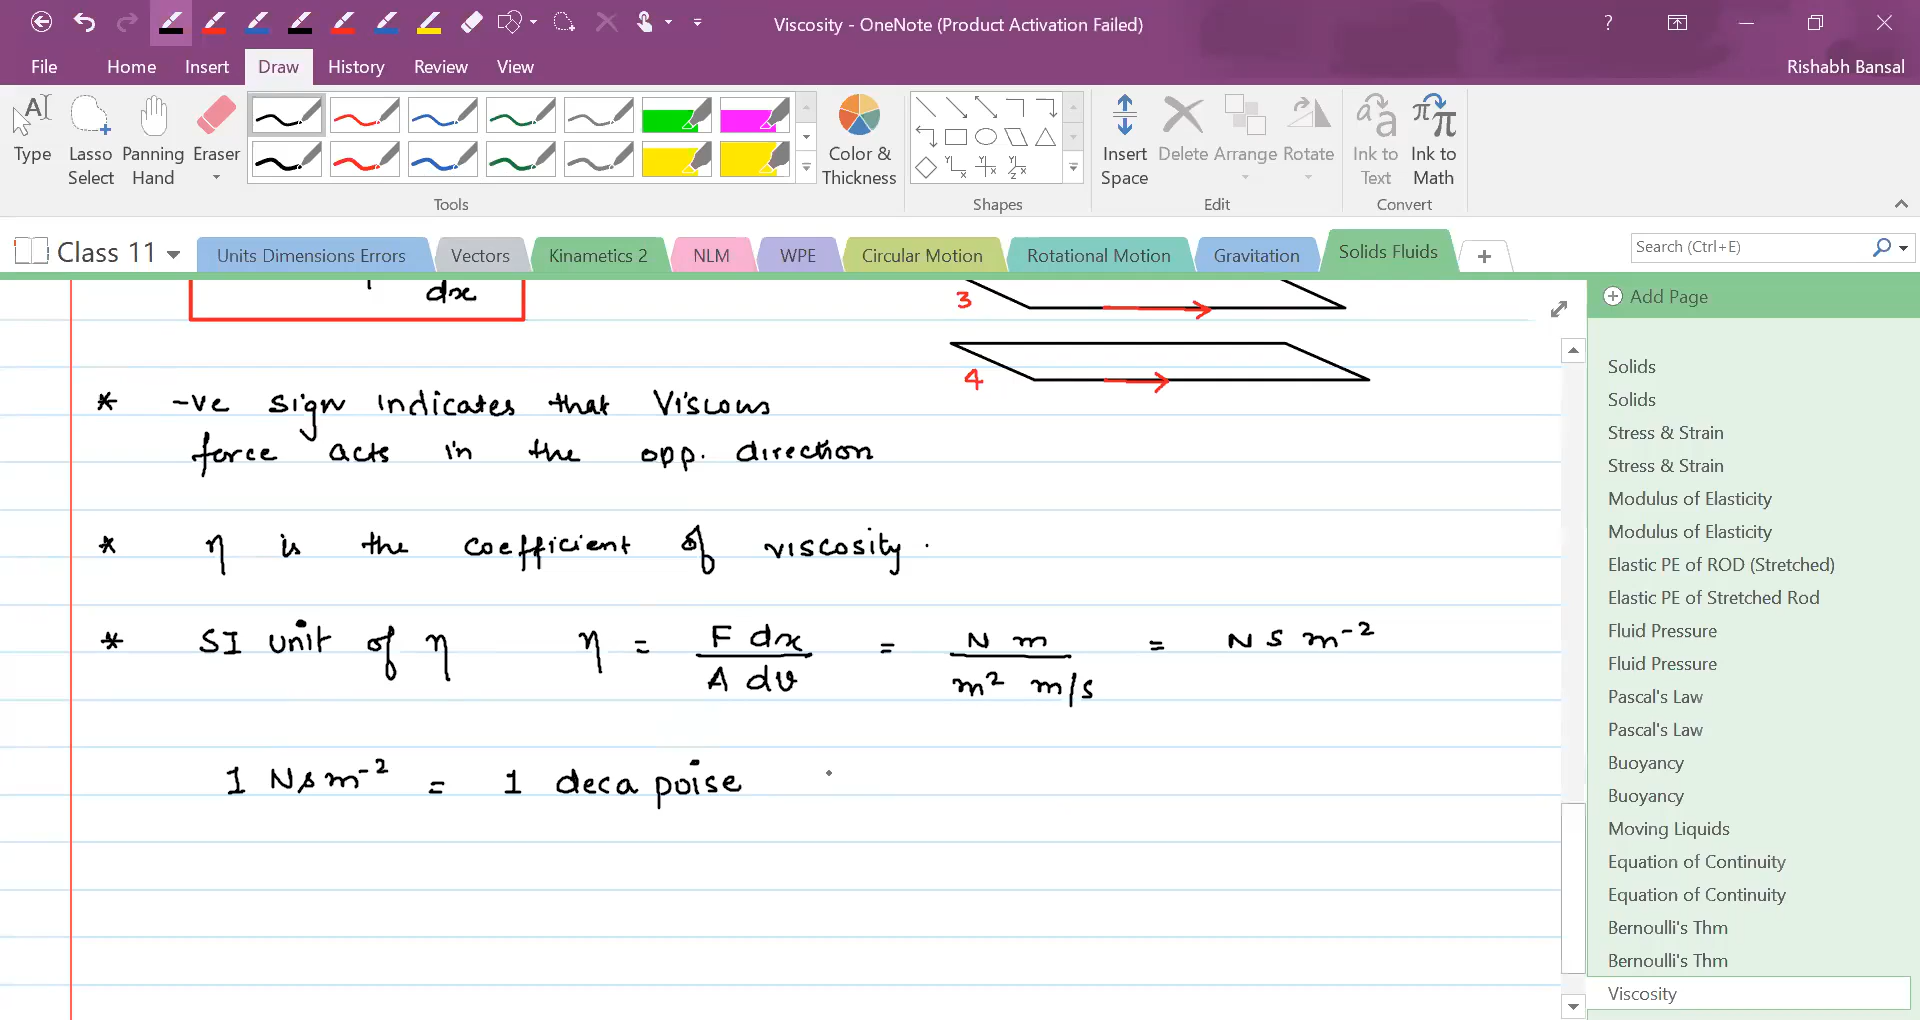 Viscosity - OneNote (Product Activation Failed)
?
File Home Insert Draw History Review View
Rishabh Bansal
Type
Lasso Select
Panning Hand
Eraser
Color & Thickness
Insert Space
Delete
Arrange
Rotate
Ink to Text
Ink to Math
Tools
Shapes
Edit
Convert
Class 11
Units Dimensions Errors
Vectors
Kinametics 2
NLM
WPE
Circular Motion
Rotational Motion
Gravitation
Solids Fluids
+
Search (Ctrl+E)
dx
3
4
* -ve sign indicates that Viscous
force acts in the opp. direction
* η is the coefficient of viscosity.
* SI unit of η η = F dx / A dv = N m / m² m/s = N S m⁻²
1 Nsm⁻² = 1 deca poise
Add Page
Solids
Solids
Stress & Strain
Stress & Strain
Modulus of Elasticity
Modulus of Elasticity
Elastic PE of ROD (Stretched)
Elastic PE of Stretched Rod
Fluid Pressure
Fluid Pressure
Pascal's Law
Pascal's Law
Buoyancy
Buoyancy
Moving Liquids
Equation of Continuity
Equation of Continuity
Bernoulli's Thm
Bernoulli's Thm
Viscosity